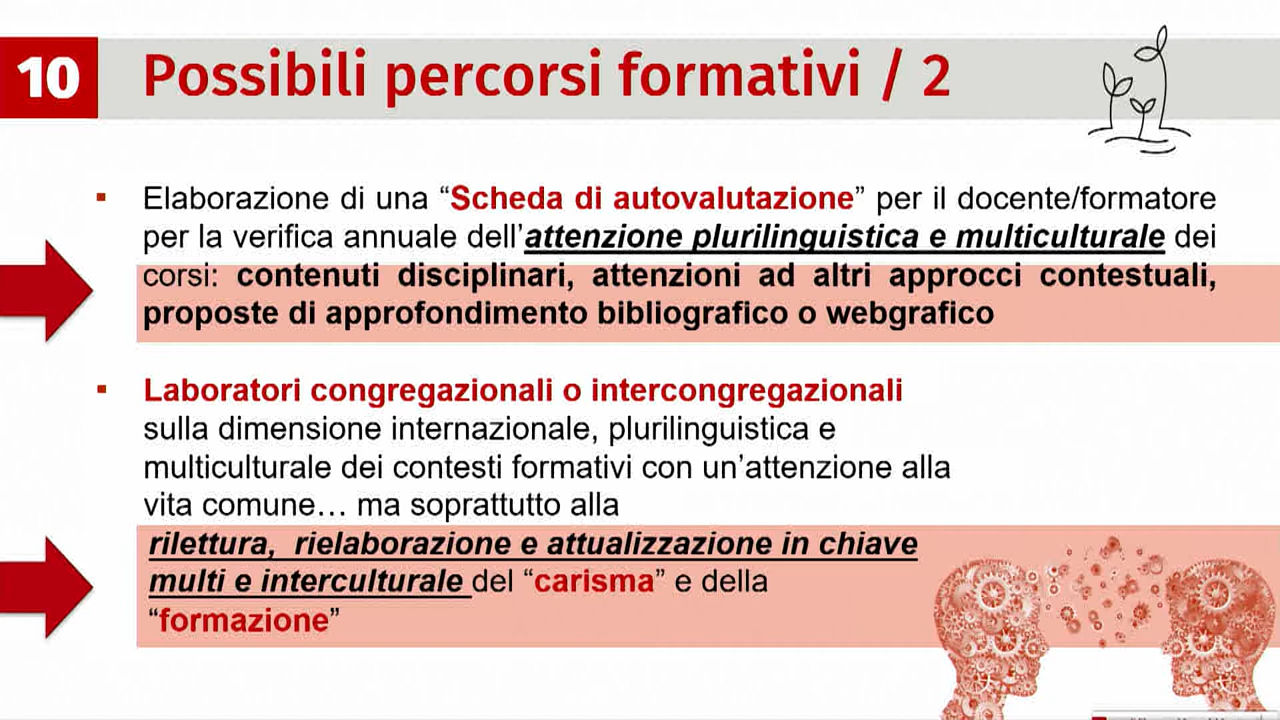 10
Possibili percorsi formativi / 2
▪ Elaborazione di una “Scheda di autovalutazione” per il docente/formatore
per la verifica annuale dell’attenzione plurilinguistica e multiculturale dei
corsi: contenuti disciplinari, attenzioni ad altri approcci contestuali,
proposte di approfondimento bibliografico o webgrafico
▪ Laboratori congregazionali o intercongregazionali
sulla dimensione internazionale, plurilinguistica e
multiculturale dei contesti formativi con un’attenzione alla
vita comune… ma soprattutto alla
rilettura, rielaborazione e attualizzazione in chiave
multi e interculturale del “carisma” e della
“formazione”